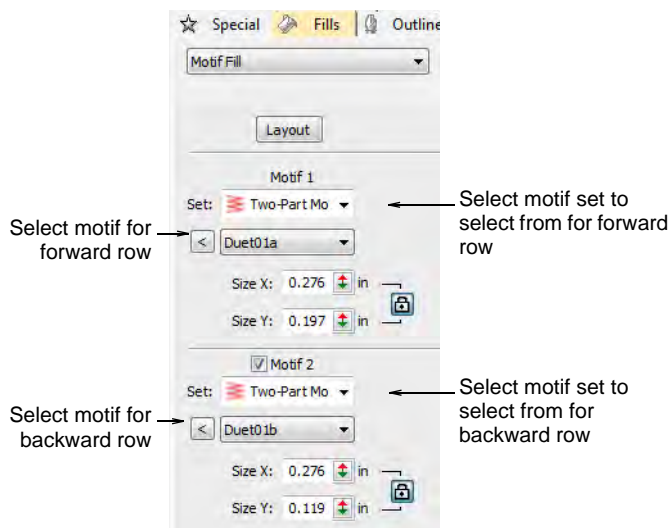 Special Fills Outline
Motif Fill
Layout
Motif 1
Set: Two-Part Mo
Select motif set to
select from for forward
row
Select motif for
forward row
< Duet01a
Size X: 0.276 in
Size Y: 0.197 in
Motif 2
Set: Two-Part Mo
Select motif set to
select from for
backward row
Select motif for
backward row
< Duet01b
Size X: 0.276 in
Size Y: 0.119 in